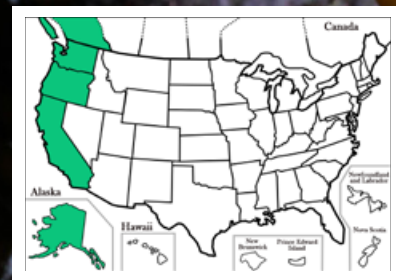 Canada
Alaska
Hawaii
New
Brunswick
Prince Edward
Island
Newfoundland
and Labrador
Nova Scotia